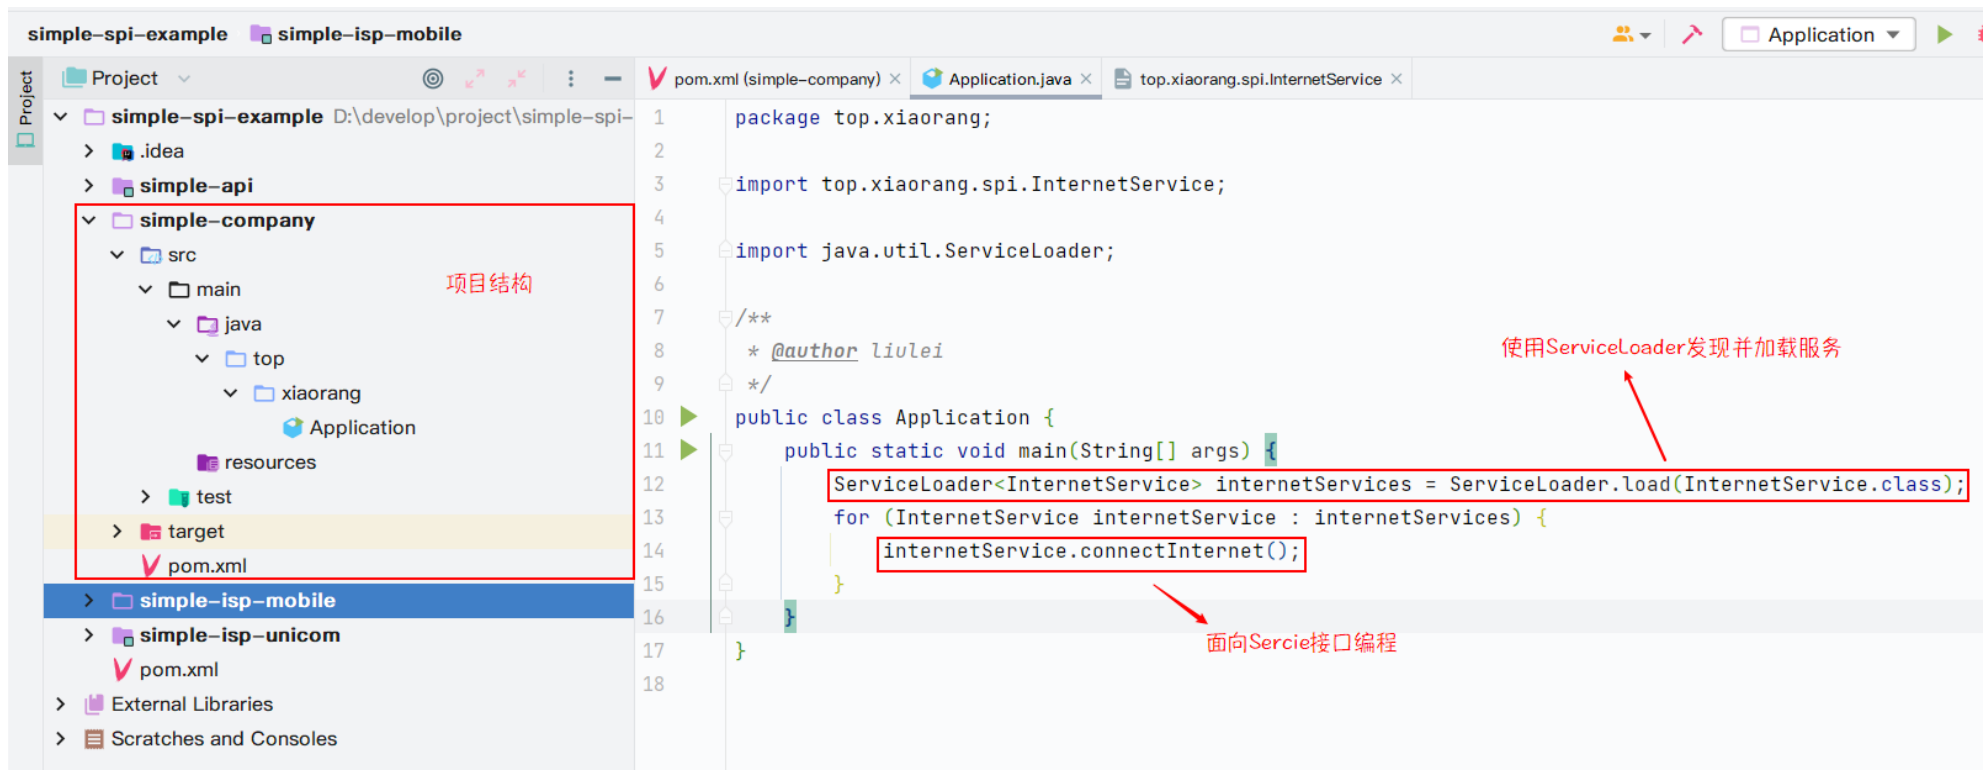 simple-spi-example simple-isp-mobile
Application
Project
Project
pom.xml (simple-company)
Application.java
top.xiaorang.spi.InternetService
simple-spi-example D:\develop\project\simple-spi-
.idea
simple-api
simple-company
src
main
java
top
xiaorang
Application
resources
test
target
pom.xml
simple-isp-mobile
simple-isp-unicom
pom.xml
External Libraries
Scratches and Consoles
项目结构
1 package top.xiaorang;
2
3 import top.xiaorang.spi.InternetService;
4
5 import java.util.ServiceLoader;
6
7 /**
8 * @author liulei
9 */
10 public class Application {
11 public static void main(String[] args) {
12 ServiceLoader<InternetService> internetServices = ServiceLoader.load(InternetService.class);
13 for (InternetService internetService : internetServices) {
14 internetService.connectInternet();
15 }
16 }
17 }
18
使用ServiceLoader发现并加载服务
面向Sercie接口编程